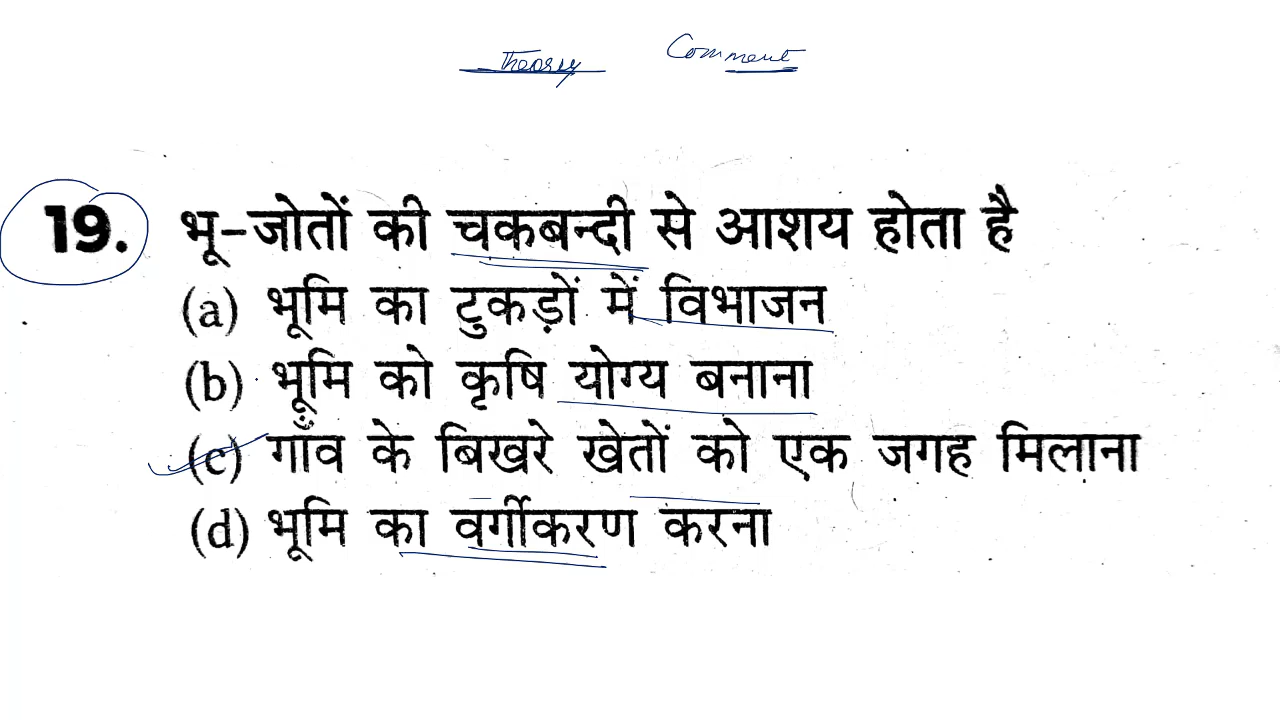 Theory Comment
19. भू-जोतों की चकबन्दी से आशय होता है
(a) भूमि का टुकड़ों में विभाजन
(b) भूमि को कृषि योग्य बनाना
(c) गाँव के बिखरे खेतों को एक जगह मिलाना
(d) भूमि का वर्गीकरण करना